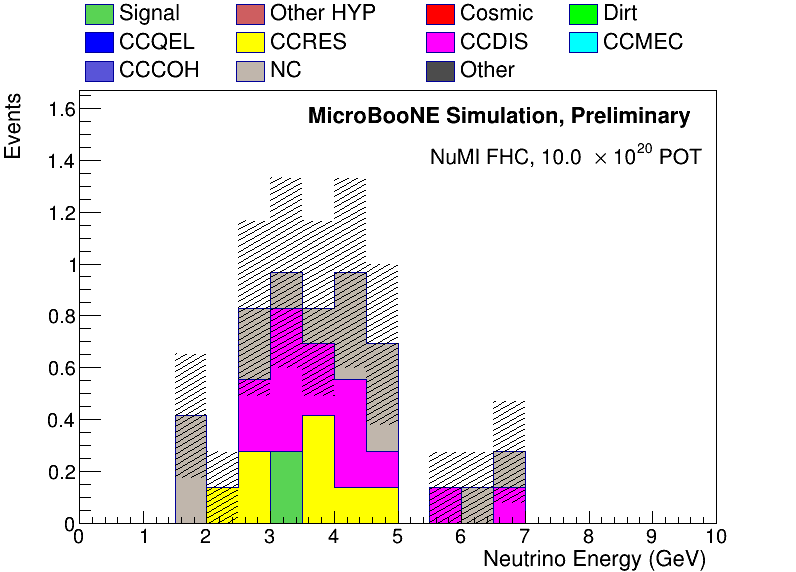 Signal Other HYP Cosmic Dirt
CCQEL CCRES CCDIS CCMEC
CCCOH NC Other
Events
MicroBooNE Simulation, Preliminary
NuMI FHC, 10.0 ×10²⁰ POT
1.6
1.4
1.2
1
0.8
0.6
0.4
0.2
0
0 1 2 3 4 5 6 7 8 9 10
Neutrino Energy (GeV)